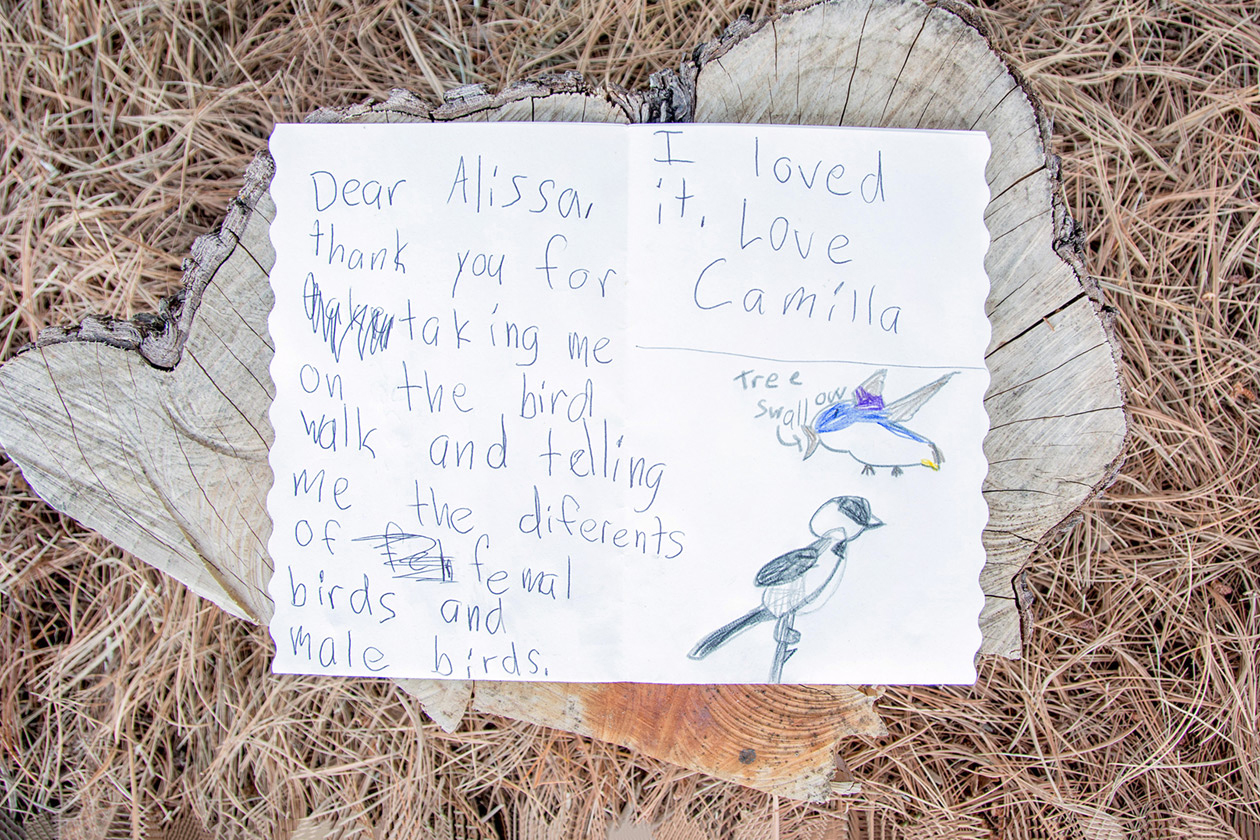 Dear Alissa,
thank you for
taking me
on the bird
walk and telling
me the diferents
of femal
birds and
male birds.
I loved
it. Love
Camilla
tree
swallow